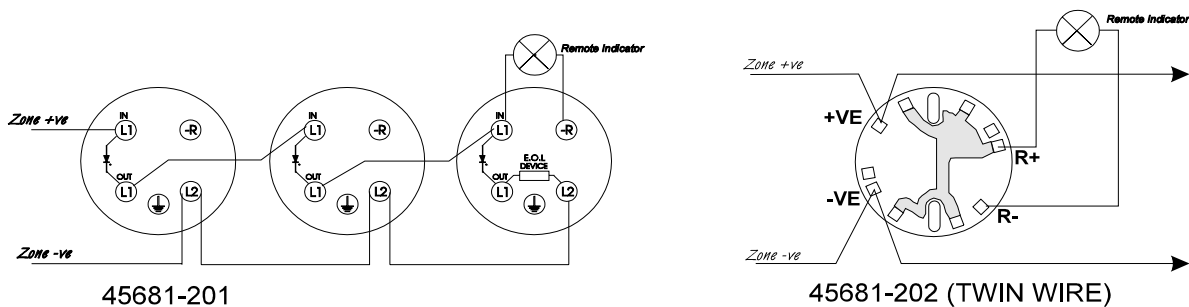 Remote Indicator
Zone +ve
IN
L1
-R
OUT
L1
L2
IN
L1
-R
OUT
L1
L2
IN
L1
-R
E.O.L
DEVICE
OUT
L1
L2
Zone -ve
45681-201
Remote Indicator
Zone +ve
+VE
R+
-VE
R-
Zone -ve
45681-202 (TWIN WIRE)